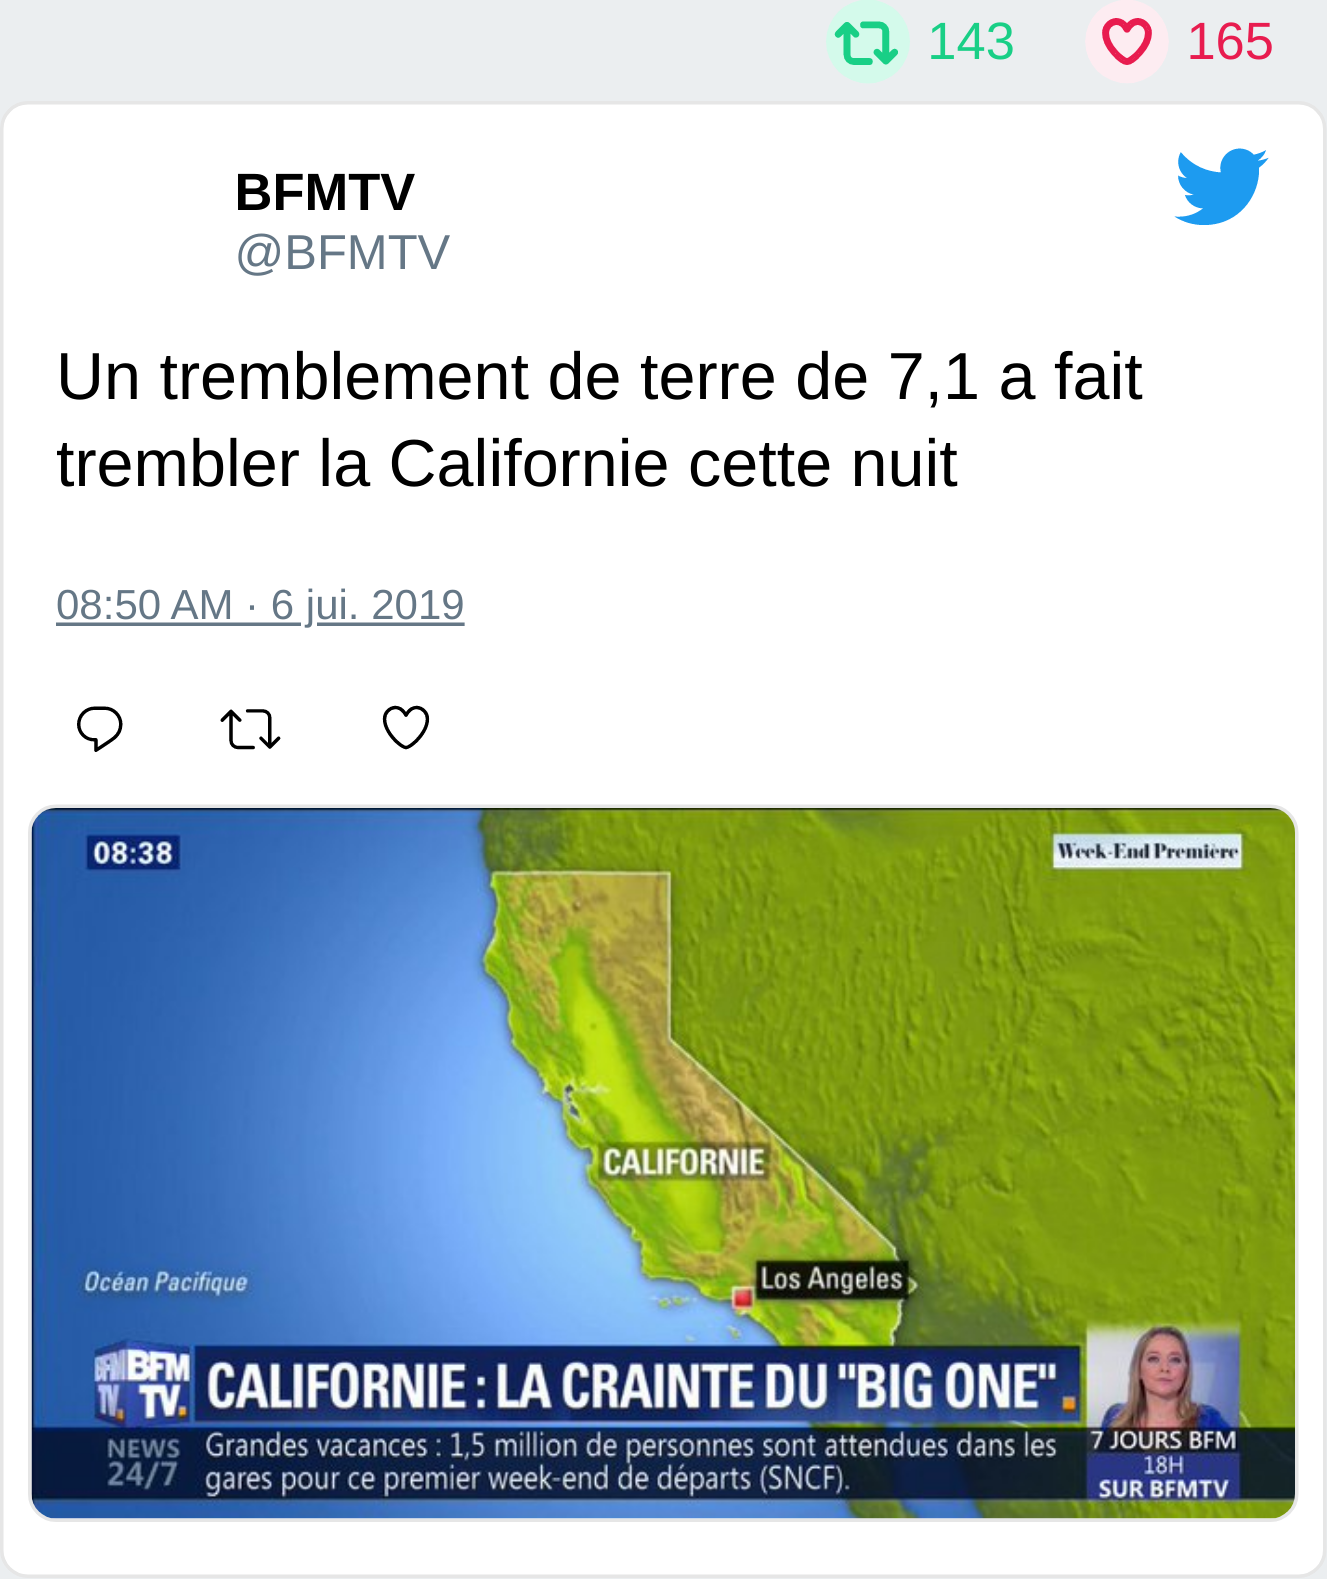 143 165
BFMTV
@BFMTV
Un tremblement de terre de 7,1 a fait
trembler la Californie cette nuit
08:50 AM · 6 jui. 2019
08:38
Week-End Première
CALIFORNIE
Los Angeles
Océan Pacifique
BFM BFM
TV. TV.
CALIFORNIE : LA CRAINTE DU "BIG ONE"
NEWS
24/7
Grandes vacances : 1,5 million de personnes sont attendues dans les
gares pour ce premier week-end de départs (SNCF).
7 JOURS BFM
18H
SUR BFMTV